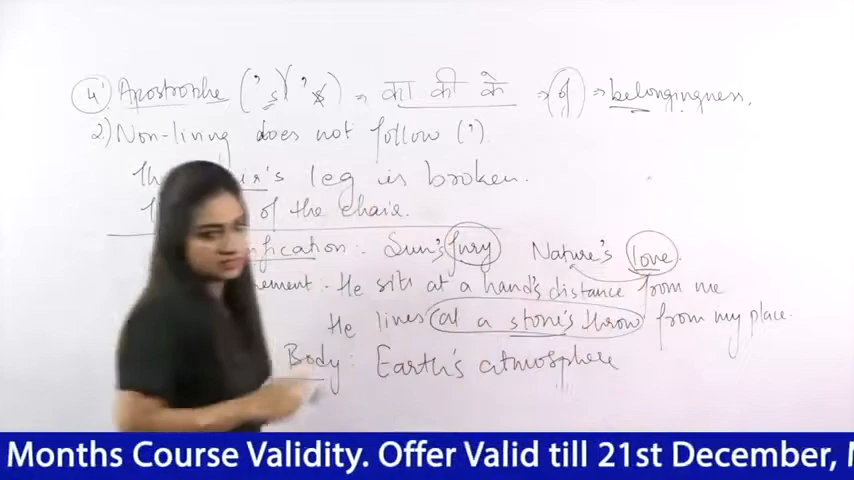 4 Apostrophe ('s) (s') → का की के → of → belongingness.
2) Non-living does not follow (').
's leg is broken.
of the chair.
: Sun's fury Nature's love.
: He sits at a hand's distance from me
He lives at a stone's throw from my place.
Body : Earth's atmosphere
Months Course Validity. Offer Valid till 21st December,